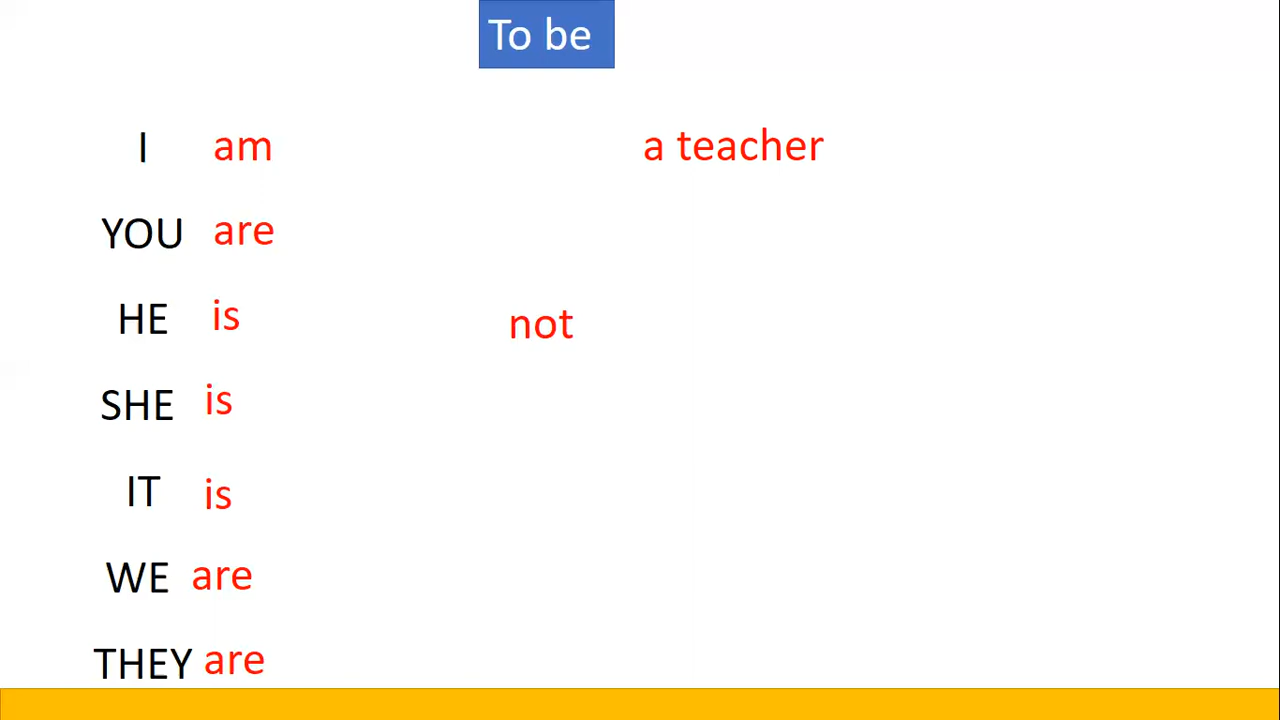 To be
I am a teacher
YOU are
HE is not
SHE is
IT is
WE are
THEY are